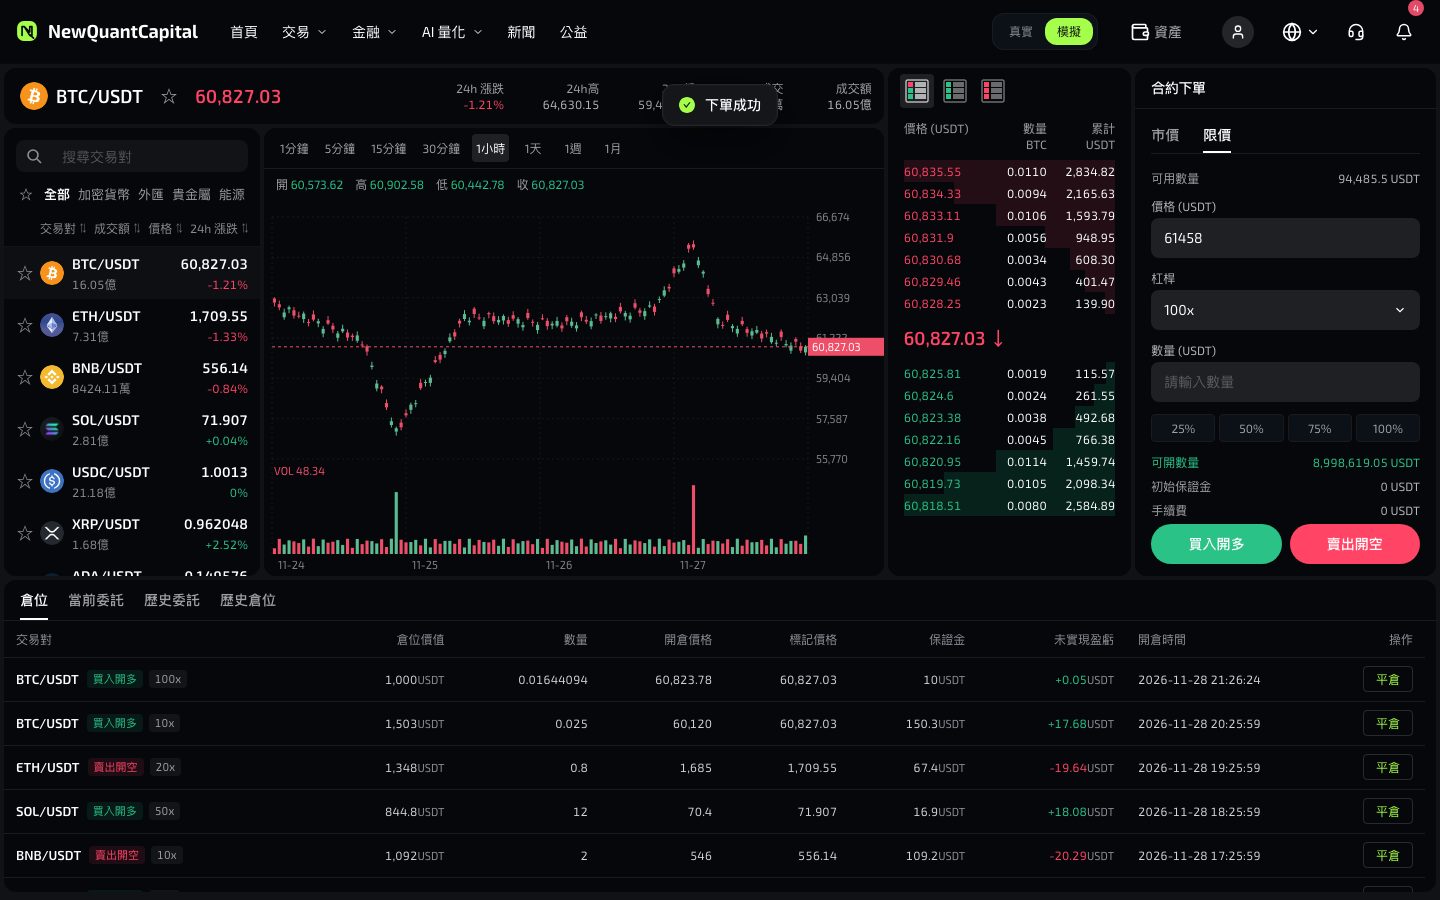 NewQuantCapital 首頁 交易 金融 AI 量化 新聞 公益 真實 模擬 資產 4
BTC/USDT 60,827.03
24h 漲跌 24h高 成交額
-1.21% 64,630.15 16.05億
下單成功
搜尋交易對
全部 加密貨幣 外匯 貴金屬 能源
交易對 成交額 價格 24h 漲跌
BTC/USDT 60,827.03
16.05億 -1.21%
ETH/USDT 1,709.55
7.31億 -1.33%
BNB/USDT 556.14
8424.11萬 -0.84%
SOL/USDT 71.907
2.81億 +0.04%
USDC/USDT 1.0013
21.18億 0%
XRP/USDT 0.962048
1.68億 +2.52%
1分鐘 5分鐘 15分鐘 30分鐘 1小時 1天 1週 1月
開 60,573.62 高 60,902.58 低 60,442.78 收 60,827.03
66,674
64,856
63,039
60,827.03
59,404
57,587
55,770
VOL 48.34
11-24 11-25 11-26 11-27
價格 (USDT) 數量 累計
BTC USDT
60,835.55 0.0110 2,834.82
60,834.33 0.0094 2,165.63
60,833.11 0.0106 1,593.79
60,831.9 0.0056 948.95
60,830.68 0.0034 608.30
60,829.46 0.0043 401.47
60,828.25 0.0023 139.90
60,827.03 ↓
60,825.81 0.0019 115.57
60,824.6 0.0024 261.55
60,823.38 0.0038 492.68
60,822.16 0.0045 766.38
60,820.95 0.0114 1,459.74
60,819.73 0.0105 2,098.34
60,818.51 0.0080 2,584.89
合約下單
市價 限價
可用數量 94,485.5 USDT
價格 (USDT)
61458
杠桿
100x
數量 (USDT)
請輸入數量
25% 50% 75% 100%
可開數量 8,998,619.05 USDT
初始保證金 0 USDT
手續費 0 USDT
買入開多 賣出開空
倉位 當前委託 歷史委託 歷史倉位
交易對 倉位價值 數量 開倉價格 標記價格 保證金 未實現盈虧 開倉時間 操作
BTC/USDT 買入開多 100x 1,000USDT 0.01644094 60,823.78 60,827.03 10USDT +0.05USDT 2026-11-28 21:26:24 平倉
BTC/USDT 買入開多 10x 1,503USDT 0.025 60,120 60,827.03 150.3USDT +17.68USDT 2026-11-28 20:25:59 平倉
ETH/USDT 賣出開空 20x 1,348USDT 0.8 1,685 1,709.55 67.4USDT -19.64USDT 2026-11-28 19:25:59 平倉
SOL/USDT 買入開多 50x 844.8USDT 12 70.4 71.907 16.9USDT +18.08USDT 2026-11-28 18:25:59 平倉
BNB/USDT 賣出開空 10x 1,092USDT 2 546 556.14 109.2USDT -20.29USDT 2026-11-28 17:25:59 平倉